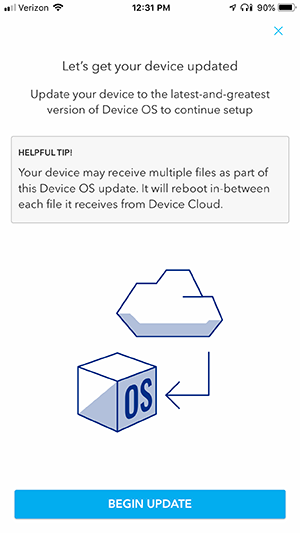 Verizon 12:31 PM 90%
Let's get your device updated
Update your device to the latest-and-greatest
version of Device OS to continue setup
HELPFUL TIP!
Your device may receive multiple files as part of
this Device OS update. It will reboot in-between
each file it receives from Device Cloud.
OS
BEGIN UPDATE